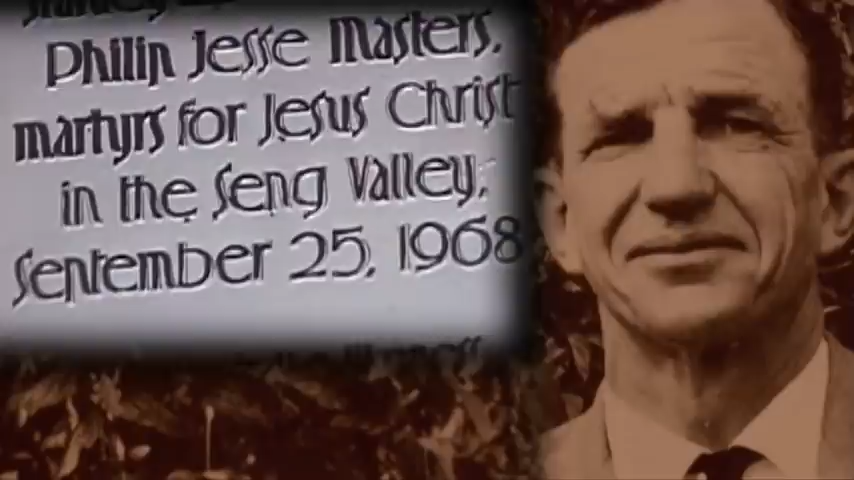 Philip Jesse Masters,
martyrs for Jesus Christ
in the Seng Valley,
September 25, 1968